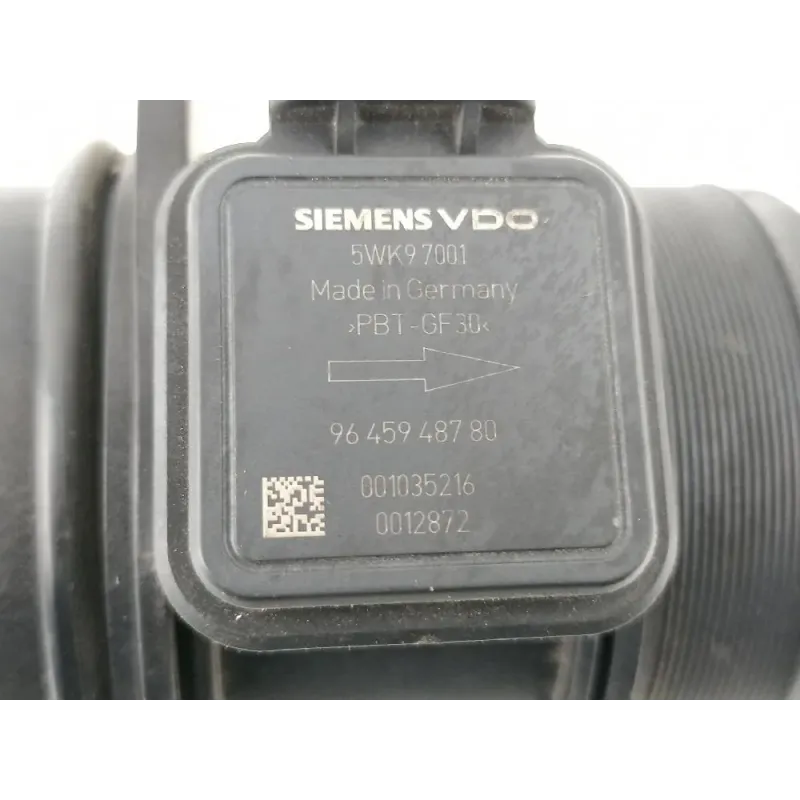 SIEMENS VDO
5WK9 7001
Made in Germany
›PBT-GF30‹
96 459 487 80
001035216
0012872